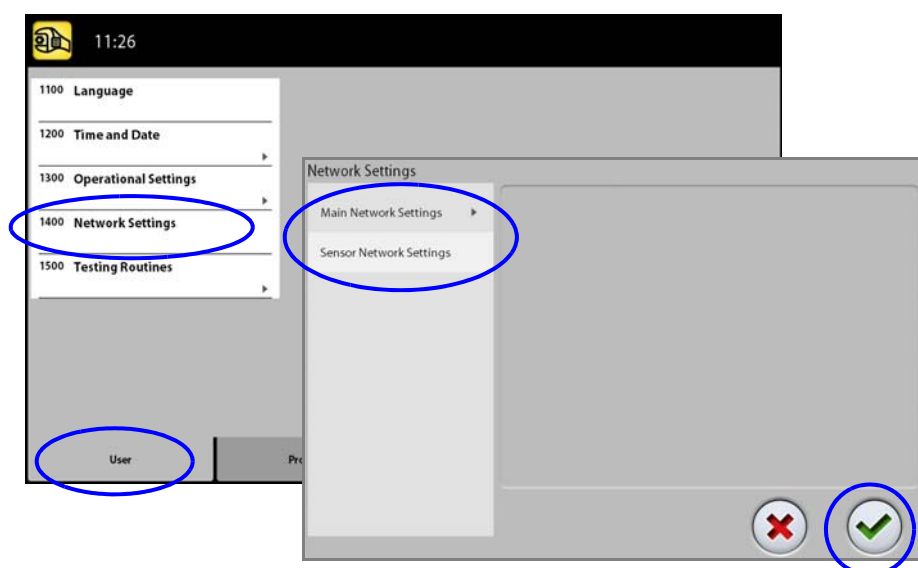 11:26
1100 Language
1200 Time and Date
1300 Operational Settings
1400 Network Settings
1500 Testing Routines
User
Network Settings
Main Network Settings
Sensor Network Settings